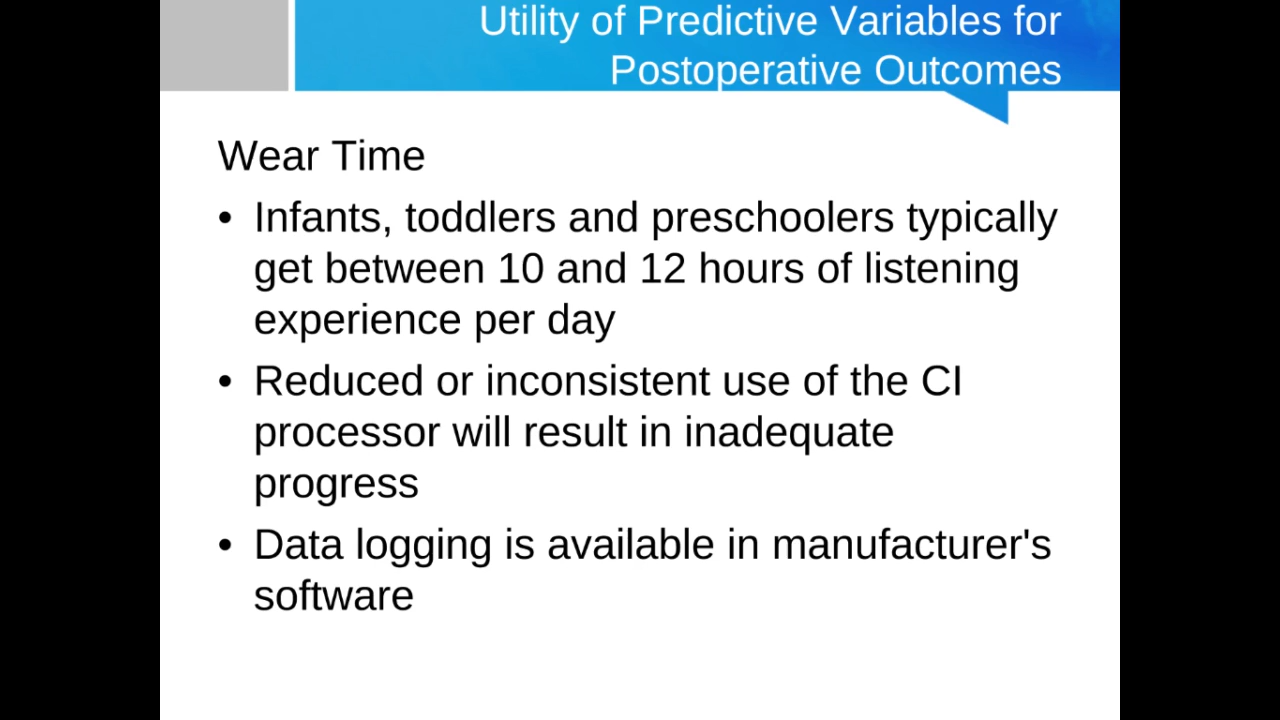 Utility of Predictive Variables for
Postoperative Outcomes
Wear Time
• Infants, toddlers and preschoolers typically
get between 10 and 12 hours of listening
experience per day
• Reduced or inconsistent use of the CI
processor will result in inadequate
progress
• Data logging is available in manufacturer's
software